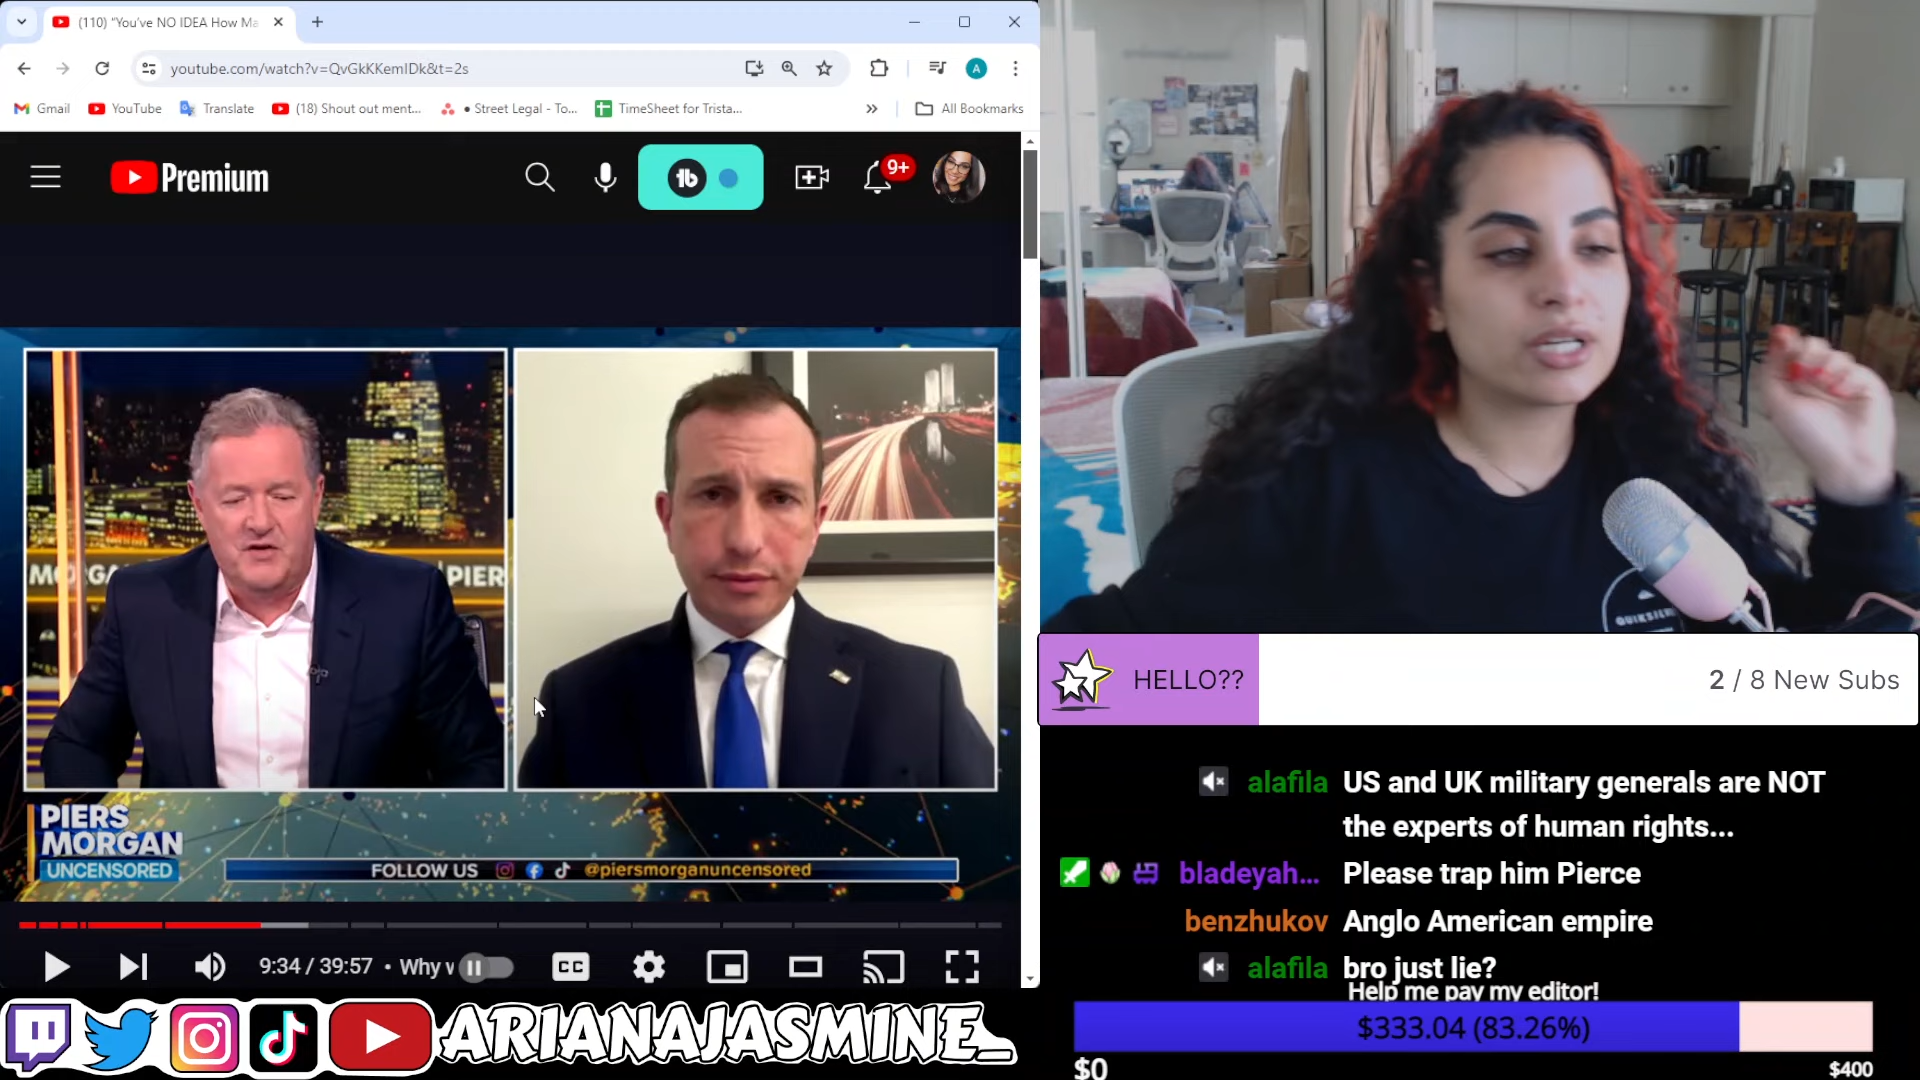 (110) "You've NO IDEA How Ma
youtube.com/watch?v=QvGkKKemIDk&t=2s
A
Gmail
YouTube
Translate
(18) Shout out ment...
• Street Legal - To...
TimeSheet for Trista...
»
All Bookmarks
Premium
9+
PIER
PIERS
MORGAN
UNCENSORED
FOLLOW US
@piersmorganuncensored
9:34 / 39:57 • Why
CC
ARIANAJASMINE_
QUIKSIL
HELLO??
2 / 8 New Subs
alafila US and UK military generals are NOT
the experts of human rights...
bladeyah... Please trap him Pierce
benzhukov Anglo American empire
alafila bro just lie?
Help me pay my editor!
$333.04 (83.26%)
$0
$400